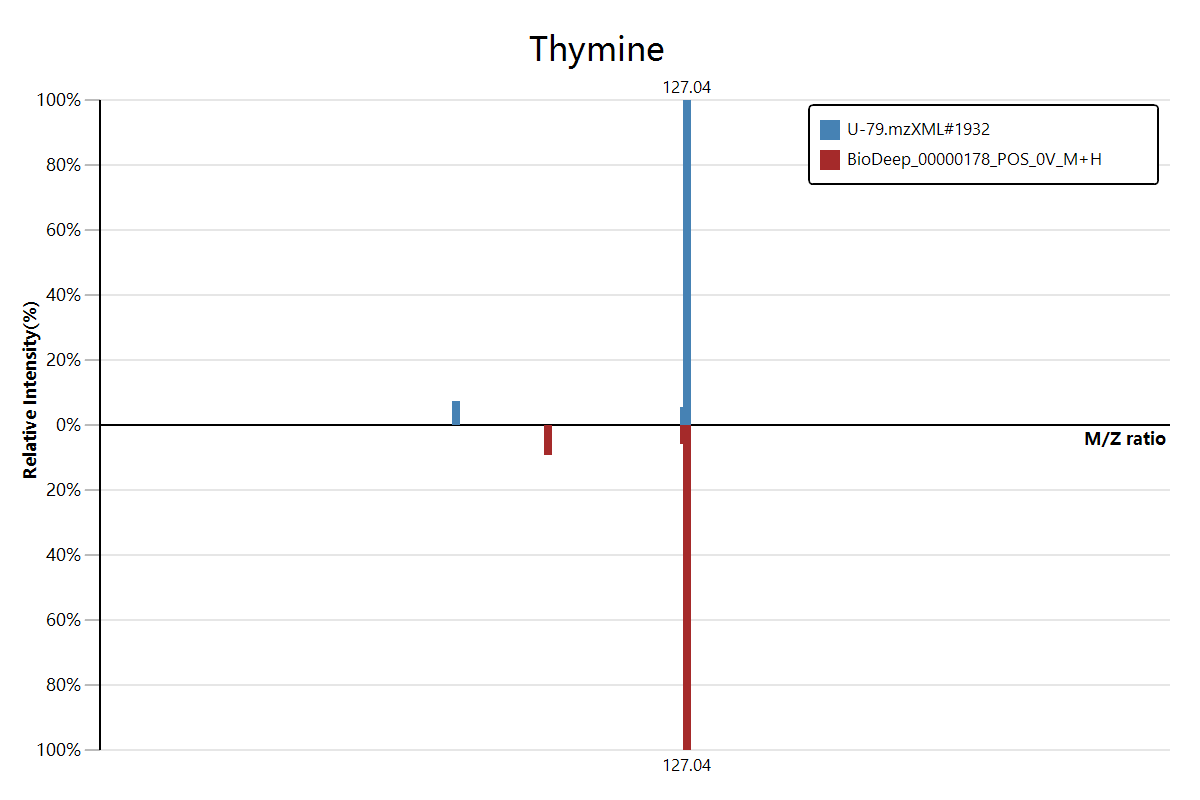 Thymine
127.04
100%
80%
60%
40%
20%
0%
20%
40%
60%
80%
100%
Relative Intensity(%)
U-79.mzXML#1932
BioDeep_00000178_POS_0V_M+H
M/Z ratio
127.04